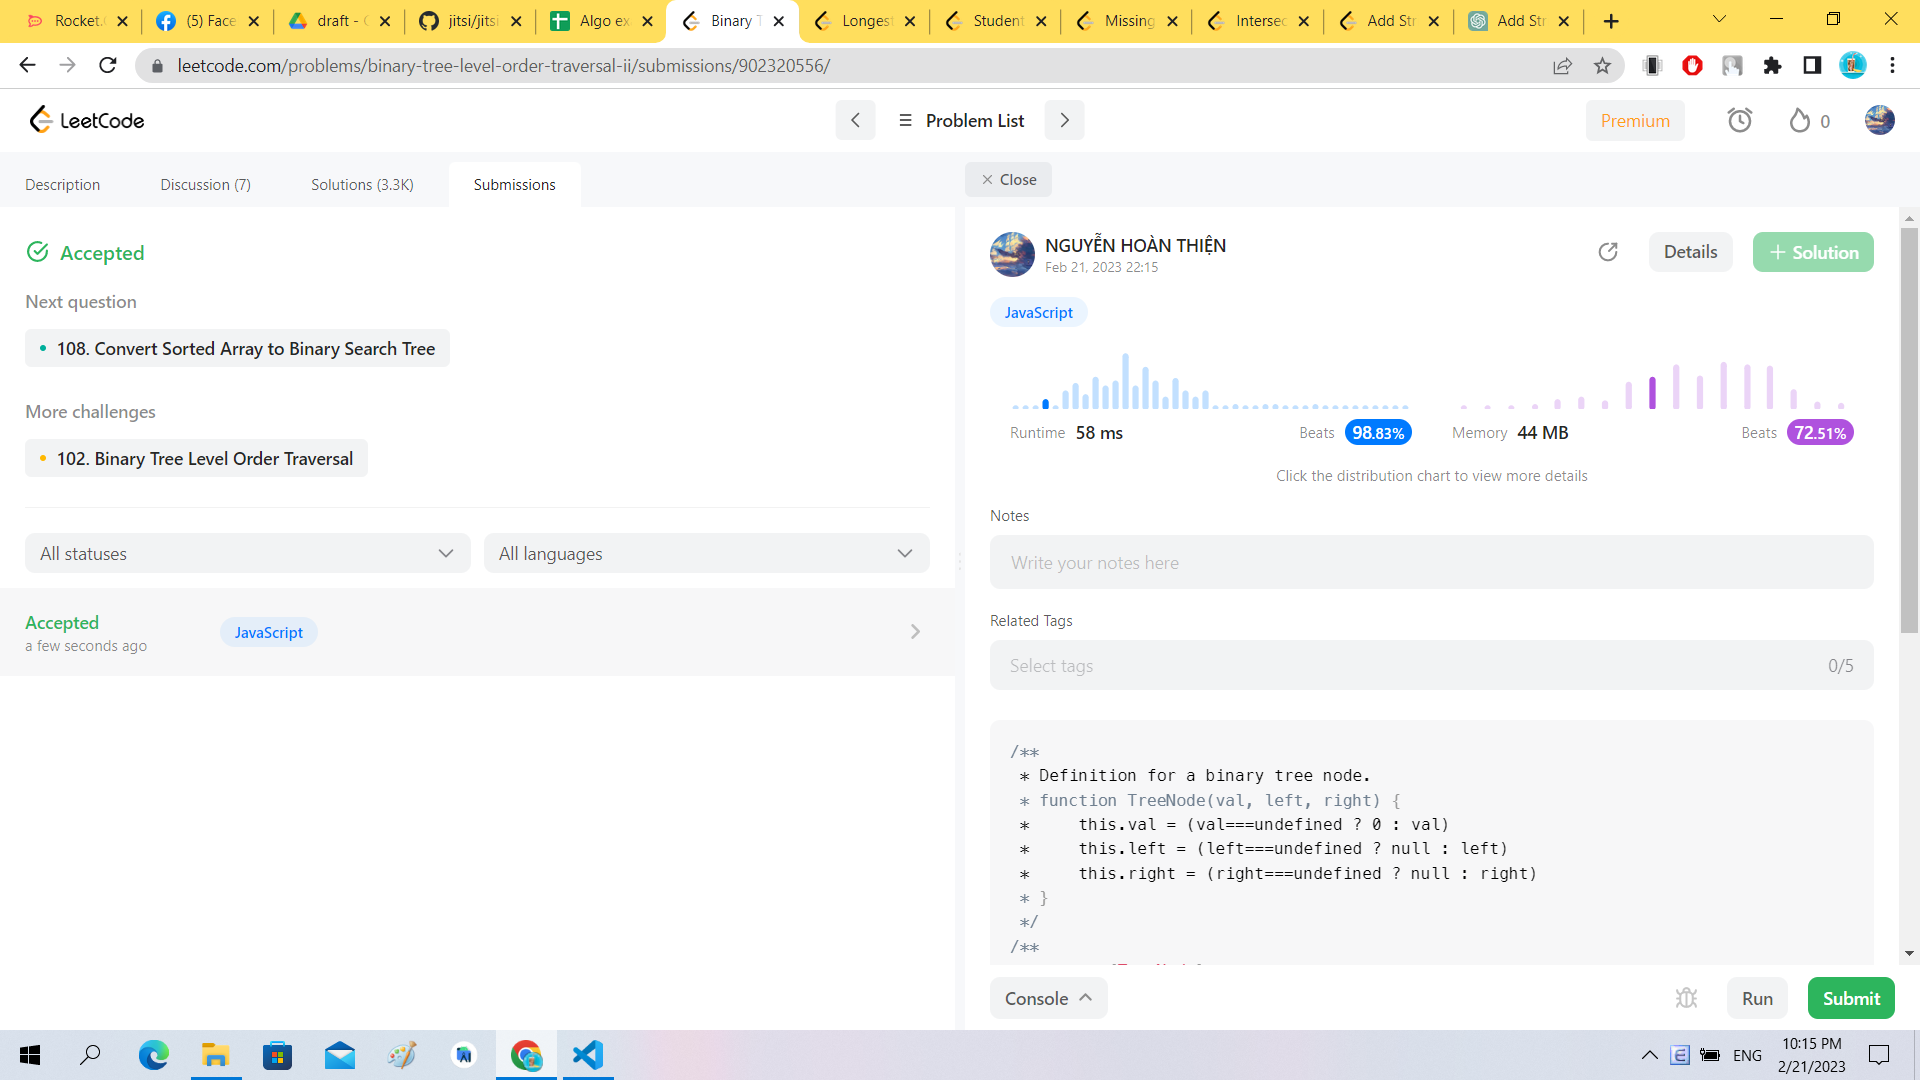 Rocket.
(5) Face
draft -
jitsi/jitsi
Algo ex
Binary T
Longest
Student
Missing
Intersec
Add Str
Add Str
leetcode.com/problems/binary-tree-level-order-traversal-ii/submissions/902320556/
LeetCode
Problem List
Premium
0
Description
Discussion (7)
Solutions (3.3K)
Submissions
Close
Accepted
Next question
108. Convert Sorted Array to Binary Search Tree
More challenges
102. Binary Tree Level Order Traversal
All statuses
All languages
Accepted
a few seconds ago
JavaScript
NGUYỄN HOÀN THIỆN
Feb 21, 2023 22:15
Details
+ Solution
JavaScript
Runtime 58 ms
Beats 98.83%
Memory 44 MB
Beats 72.51%
Click the distribution chart to view more details
Notes
Write your notes here
Related Tags
Select tags
0/5
/**
* Definition for a binary tree node.
* function TreeNode(val, left, right) {
*     this.val = (val===undefined ? 0 : val)
*     this.left = (left===undefined ? null : left)
*     this.right = (right===undefined ? null : right)
* }
*/
/**
Console
Run
Submit
ENG
10:15 PM
2/21/2023